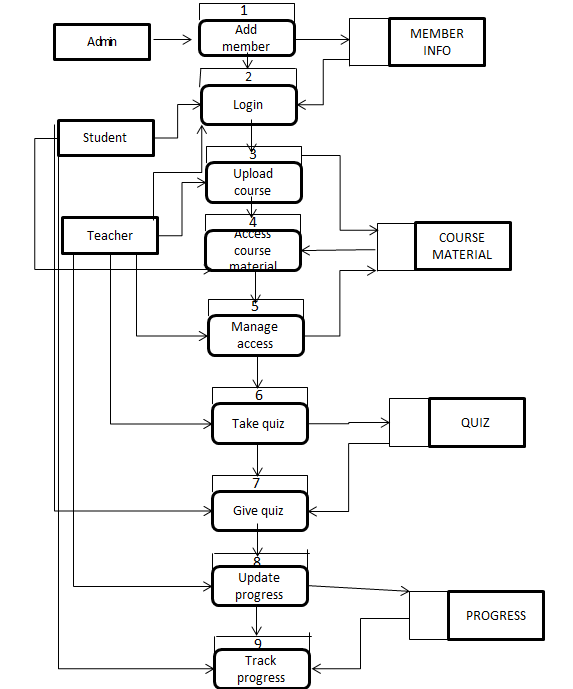 1
Admin
Add
member
MEMBER
INFO
2
Login
Student
3
Upload
course
4
Teacher
Access
course
material
COURSE
MATERIAL
5
Manage
access
6
Take quiz
QUIZ
7
Give quiz
8
Update
progress
PROGRESS
9
Track
progress